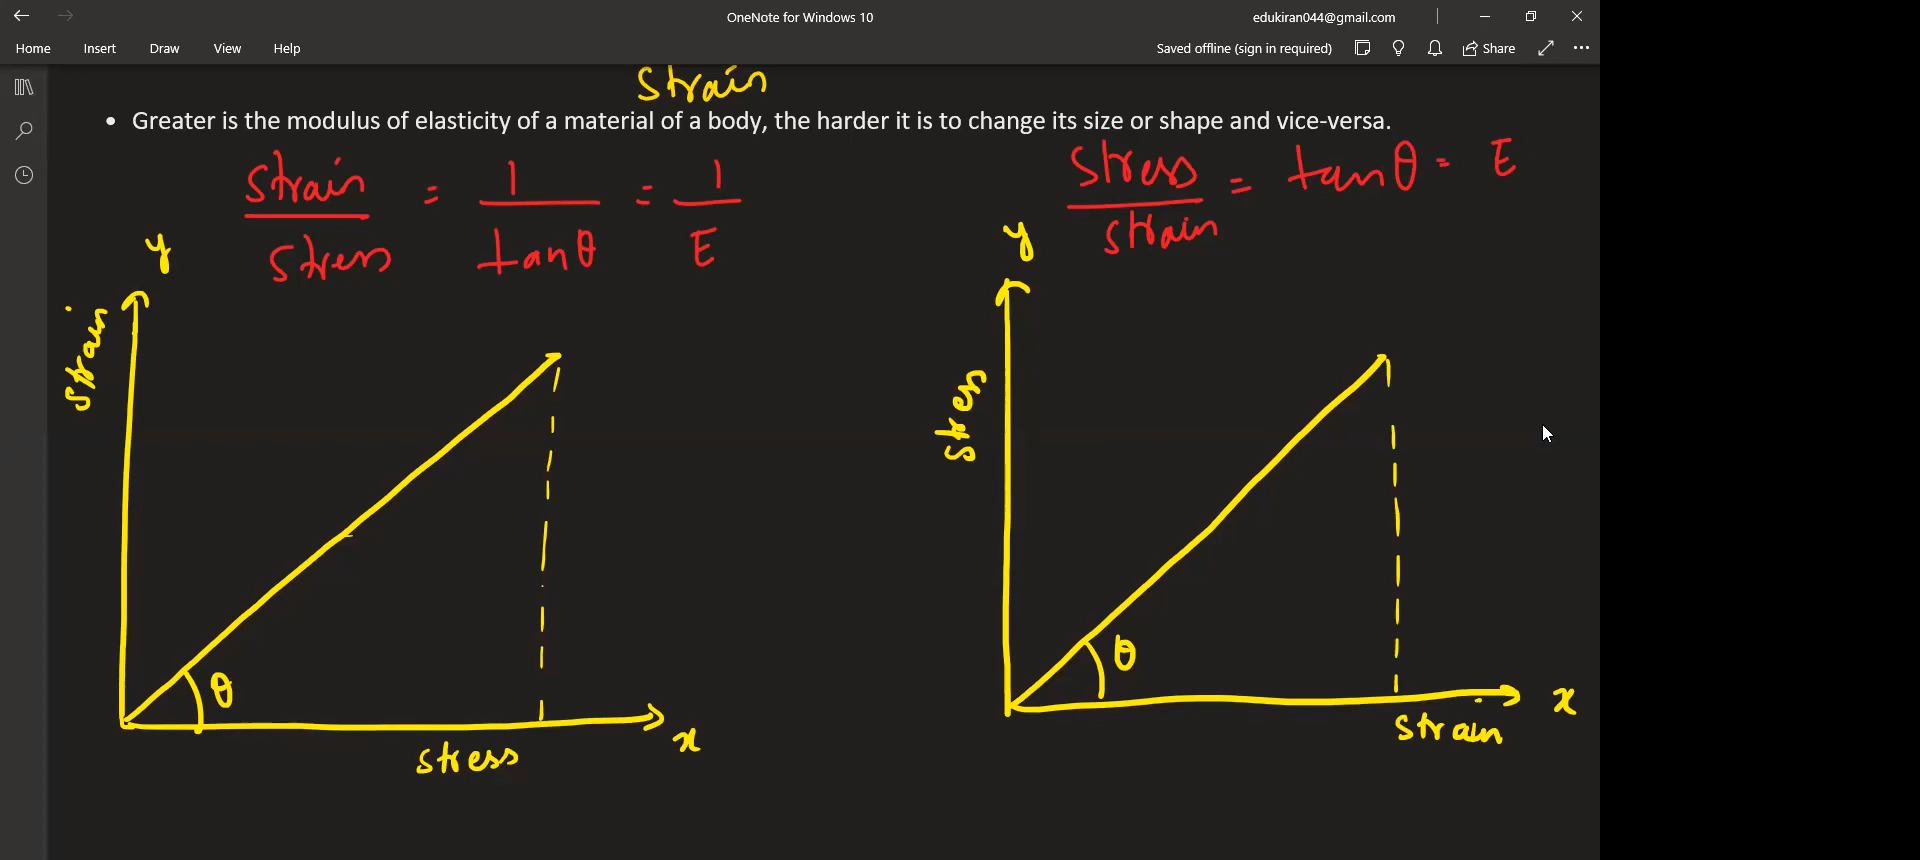 OneNote for Windows 10
edukiran044@gmail.com
Home Insert Draw View Help
Saved offline (sign in required) Share
strain
• Greater is the modulus of elasticity of a material of a body, the harder it is to change its size or shape and vice-versa.
strain / stress = 1 / tanθ = 1 / E
y
strain
θ
stress
x
stress / strain = tanθ = E
y
stress
θ
strain
x